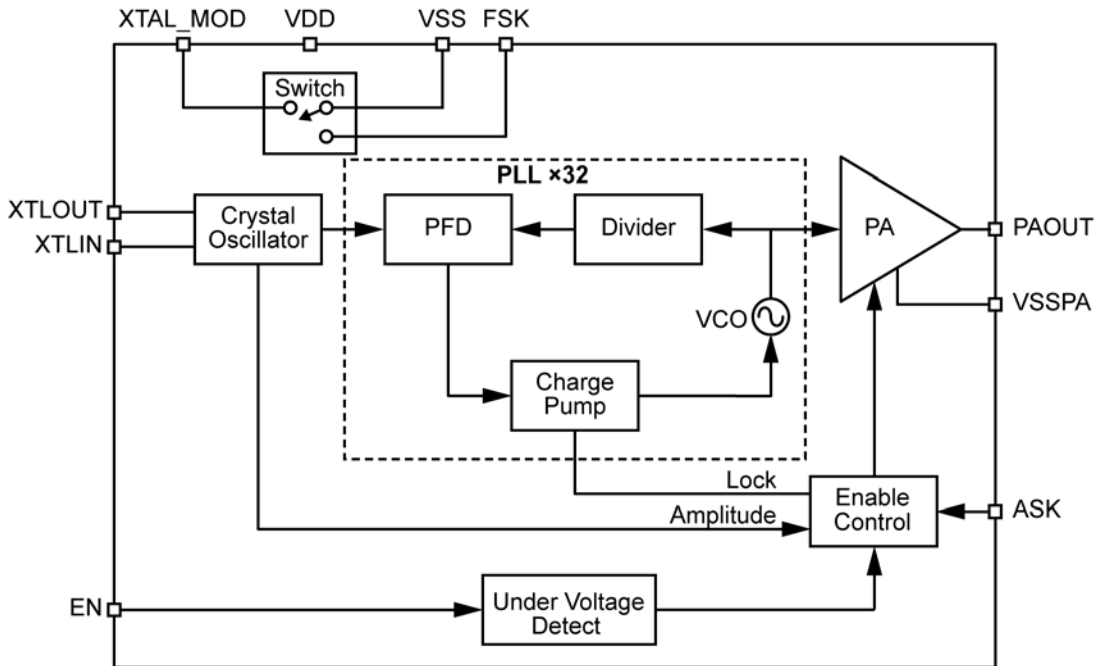 XTAL_MOD VDD VSS FSK
Switch
PLL ×32
XTLOUT
XTLIN
Crystal
Oscillator
PFD
Divider
PA
PAOUT
VSSPA
VCO
Charge
Pump
Lock
Amplitude
Enable
Control
ASK
EN
Under Voltage
Detect